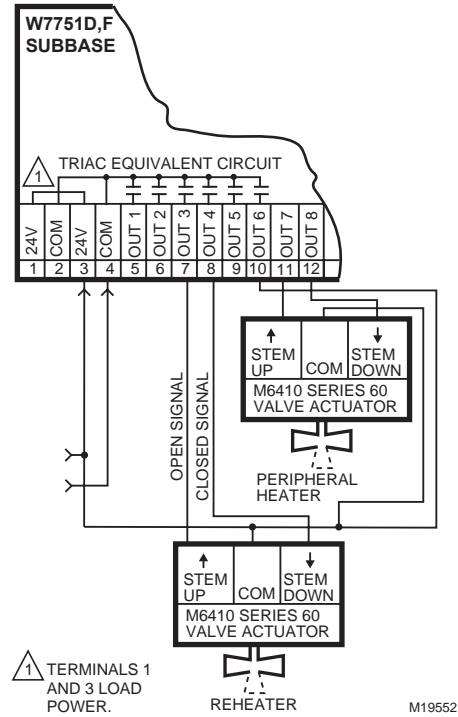 W7751D,F
SUBBASE
1
TRIAC EQUIVALENT CIRCUIT
24V
COM
24V
COM
OUT 1
OUT 2
OUT 3
OUT 4
OUT 5
OUT 6
OUT 7
OUT 8
1 2 3 4 5 6 7 8 9 10 11 12
STEM
UP
COM
STEM
DOWN
M6410 SERIES 60
VALVE ACTUATOR
OPEN SIGNAL
CLOSED SIGNAL
PERIPHERAL
HEATER
STEM
UP
COM
STEM
DOWN
M6410 SERIES 60
VALVE ACTUATOR
1 TERMINALS 1
AND 3 LOAD
POWER.
REHEATER
M19552